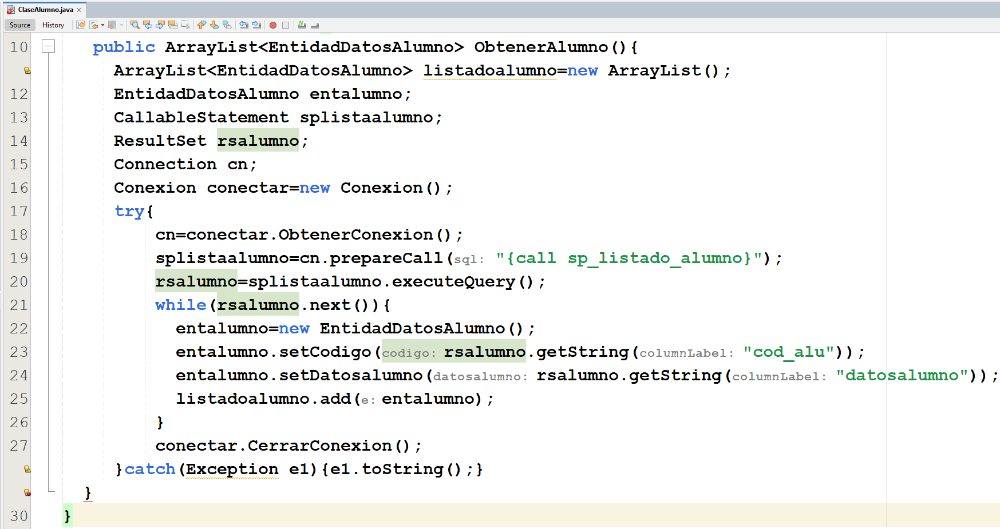 ClaseAlumno.java
Source History
10 public ArrayList<EntidadDatosAlumno> ObtenerAlumno(){
ArrayList<EntidadDatosAlumno> listadoalumno=new ArrayList();
12 EntidadDatosAlumno entalumno;
13 CallableStatement splistaalumno;
14 ResultSet rsalumno;
15 Connection cn;
16 Conexion conectar=new Conexion();
17 try{
18 cn=conectar.ObtenerConexion();
19 splistaalumno=cn.prepareCall(sql: "{call sp_listado_alumno}");
20 rsalumno=splistaalumno.executeQuery();
21 while(rsalumno.next()){
22 entalumno=new EntidadDatosAlumno();
23 entalumno.setCodigo(codigo: rsalumno.getString(columnLabel: "cod_alu"));
24 entalumno.setDatosalumno(datosalumno: rsalumno.getString(columnLabel: "datosalumno"));
25 listadoalumno.add(e: entalumno);
26 }
27 conectar.CerrarConexion();
}catch(Exception e1){e1.toString();}
}
30 }